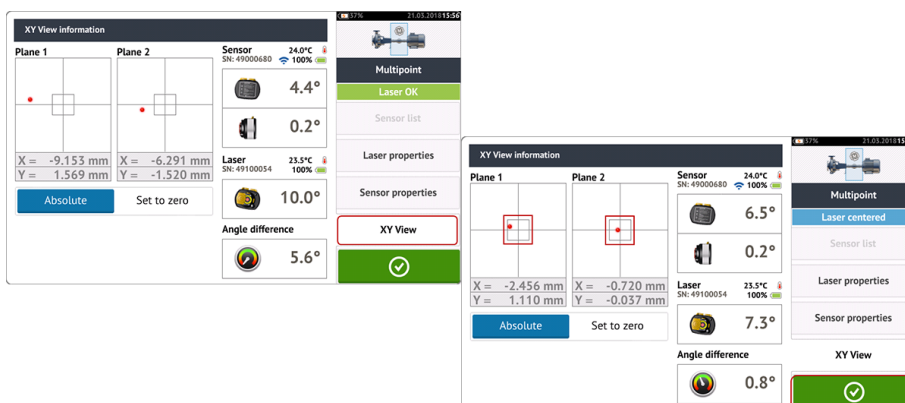 37% 21.03.2018 15:56
XY View information
Plane 1 Plane 2 Sensor 24.0°C
SN: 49000680 100%
Multipoint
4.4°
Laser OK
0.2°
Sensor list
X = -9.153 mm X = -6.291 mm
Y = 1.569 mm Y = -1.520 mm
Laser 23.5°C
SN: 49100054 100%
Laser properties
Absolute Set to zero
10.0°
Sensor properties
Angle difference
XY View
5.6°
37% 21.03.2018 15
XY View information
Plane 1 Plane 2 Sensor 24.0°C
SN: 49000680 100%
Multipoint
6.5°
Laser centered
0.2°
Sensor list
X = -2.456 mm X = -0.720 mm
Y = 1.110 mm Y = -0.037 mm
Laser 23.5°C
SN: 49100054 100%
Laser properties
Absolute Set to zero
7.3°
Sensor properties
Angle difference
XY View
0.8°